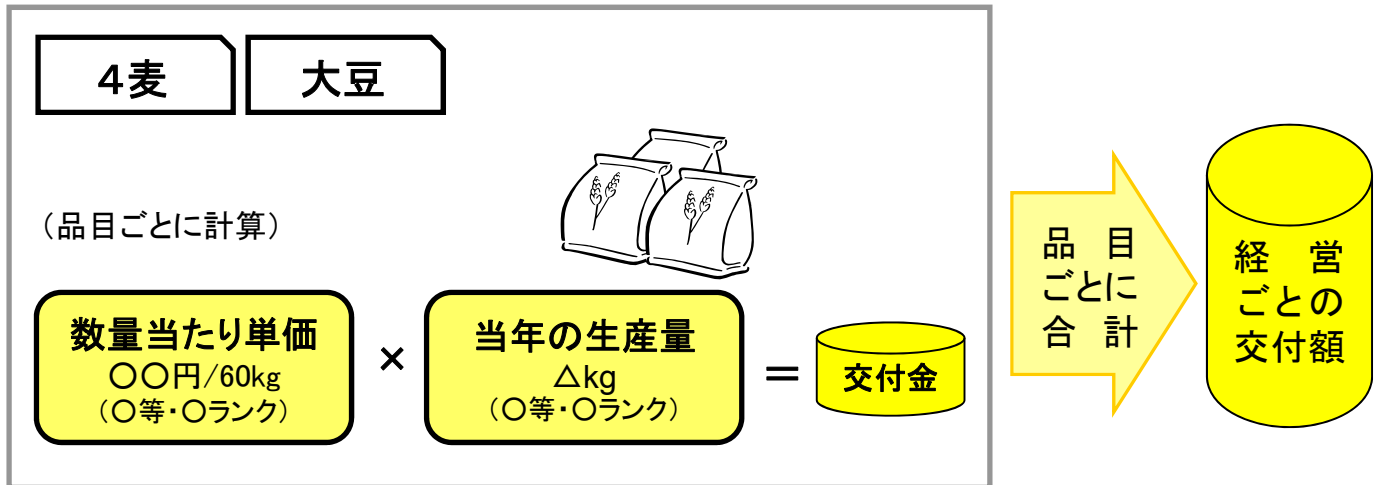 ４麦
大豆
（品目ごとに計算）
数量当たり単価
〇〇円/60kg
（〇等・〇ランク）
×
当年の生産量
△kg
（〇等・〇ランク）
＝
交付金
品　目
ごとに
合　計
経　営
ごとの
交付額